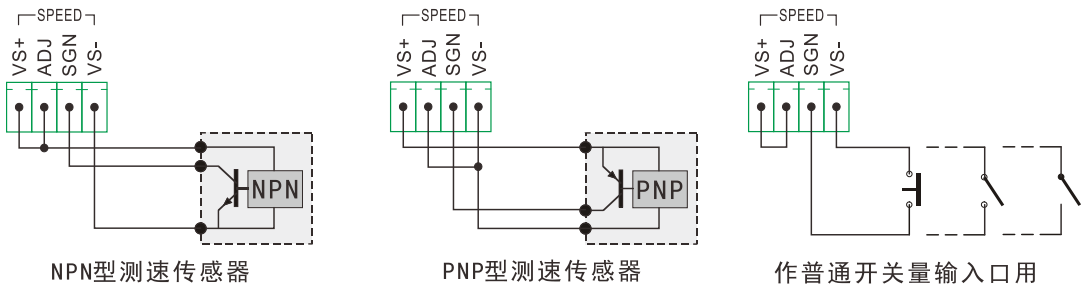 SPEED
VS+ ADJ SGN VS-
NPN
NPN型测速传感器
SPEED
VS+ ADJ SGN VS-
PNP
PNP型测速传感器
SPEED
VS+ ADJ SGN VS-
作普通开关量输入口用